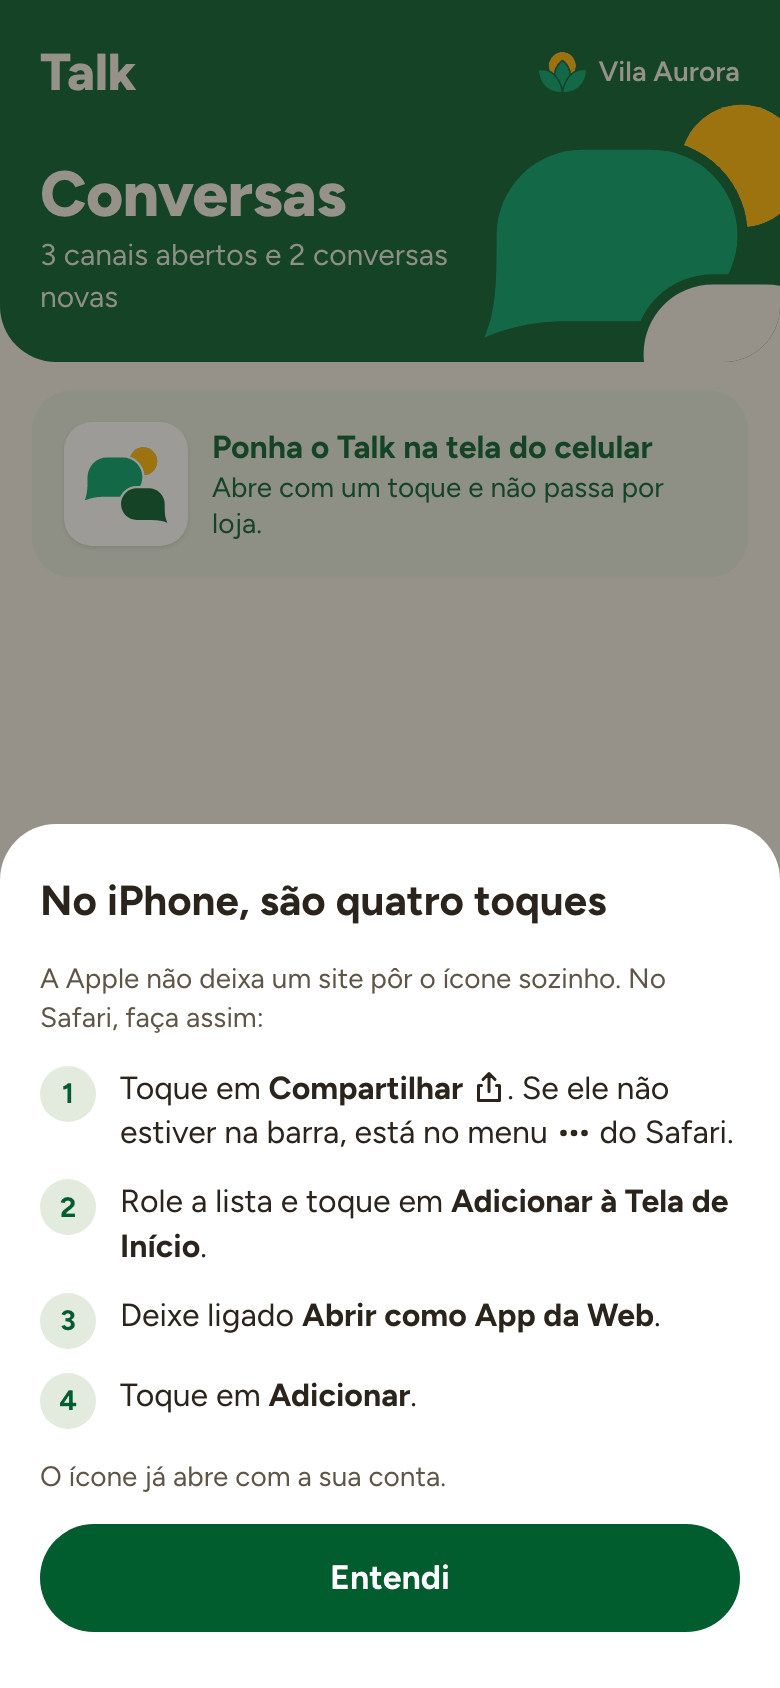 Talk
Vila Aurora
Conversas
3 canais abertos e 2 conversas
novas
Ponha o Talk na tela do celular
Abre com um toque e não passa por
loja.
No iPhone, são quatro toques
A Apple não deixa um site pôr o ícone sozinho. No
Safari, faça assim:
1 Toque em Compartilhar . Se ele não
estiver na barra, está no menu ••• do Safari.
2 Role a lista e toque em Adicionar à Tela de
Início.
3 Deixe ligado Abrir como App da Web.
4 Toque em Adicionar.
O ícone já abre com a sua conta.
Entendi